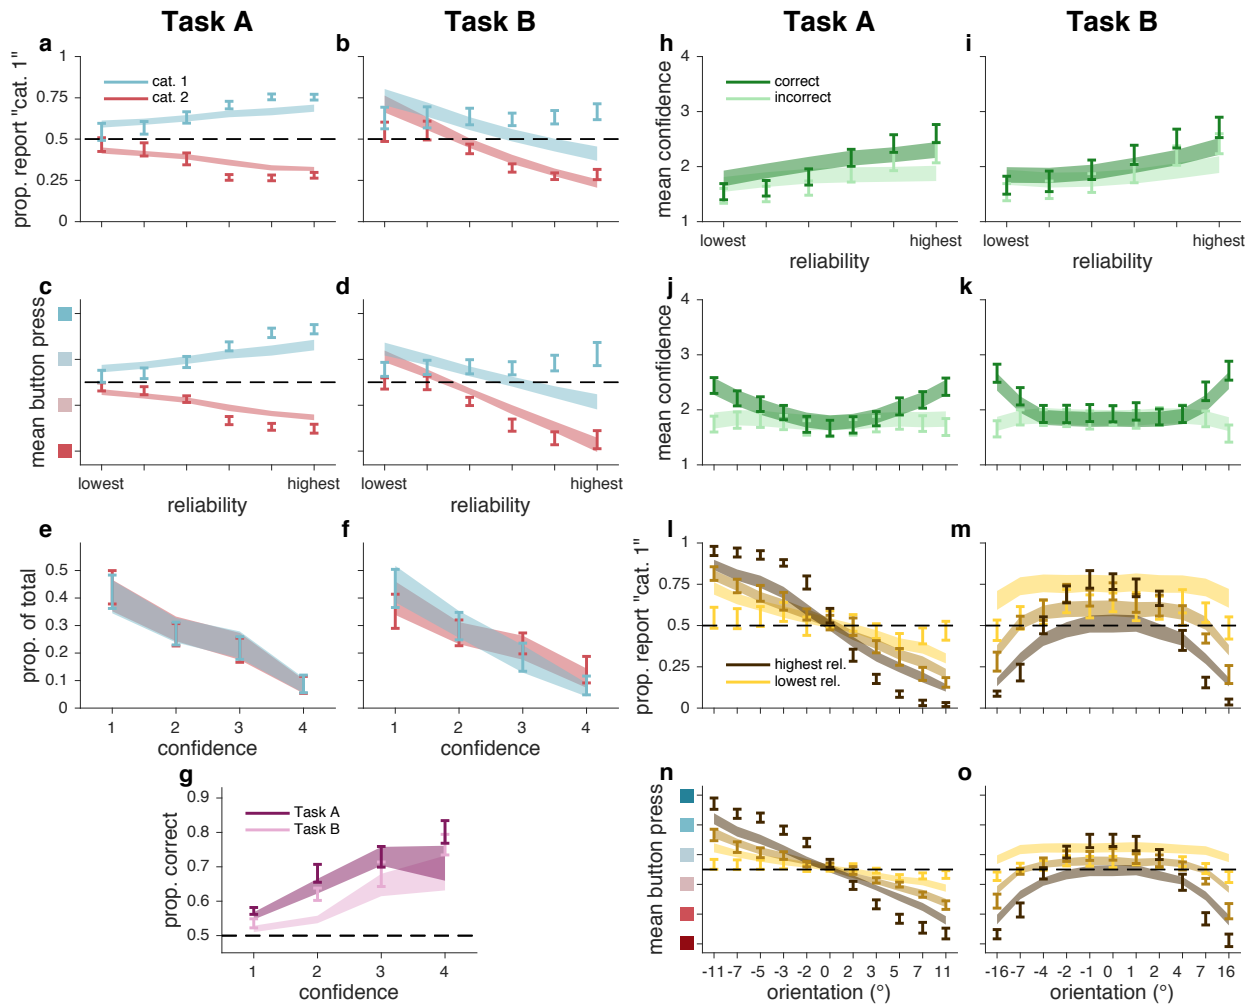 Task A
Task B
Task A
Task B
a
b
h
i
1
0.75
0.5
0.25
0
prop. report "cat. 1"
cat. 1
cat. 2
4
3
2
1
mean confidence
correct
incorrect
lowest
highest
reliability
lowest
highest
reliability
c
d
j
k
mean button press
lowest
highest
reliability
lowest
highest
reliability
4
3
2
1
mean confidence
e
f
l
m
0.5
0.4
0.3
0.2
0.1
0
prop. of total
1 2 3 4
confidence
1 2 3 4
confidence
1
0.75
0.5
0.25
0
prop. report "cat. 1"
highest rel.
lowest rel.
g
n
o
0.9
0.8
0.7
0.6
0.5
prop. correct
Task A
Task B
1 2 3 4
confidence
mean button press
-11 -7 -5 -3 -2 0 2 3 5 7 11
orientation (°)
-16 -7 -4 -2 -1 0 1 2 4 7 16
orientation (°)